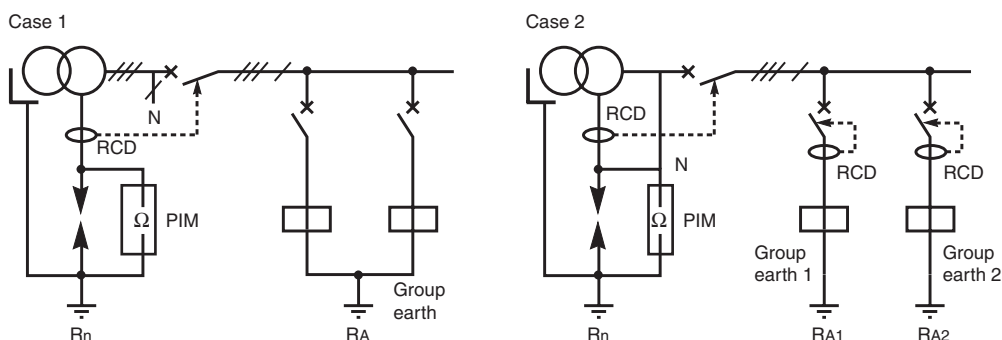 Case 1
N
RCD
Ω
PIM
Group
earth
Rn
RA
Case 2
RCD
N
Ω
PIM
RCD
RCD
Group
earth 1
Group
earth 2
Rn
RA1
RA2